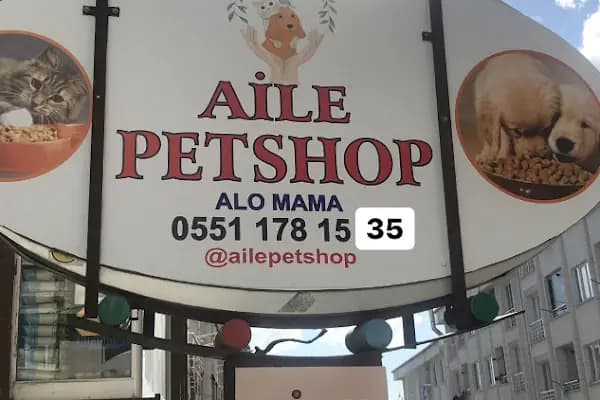 AİLE
PETSHOP
ALO MAMA
0551 178 15 35
@ailepetshop